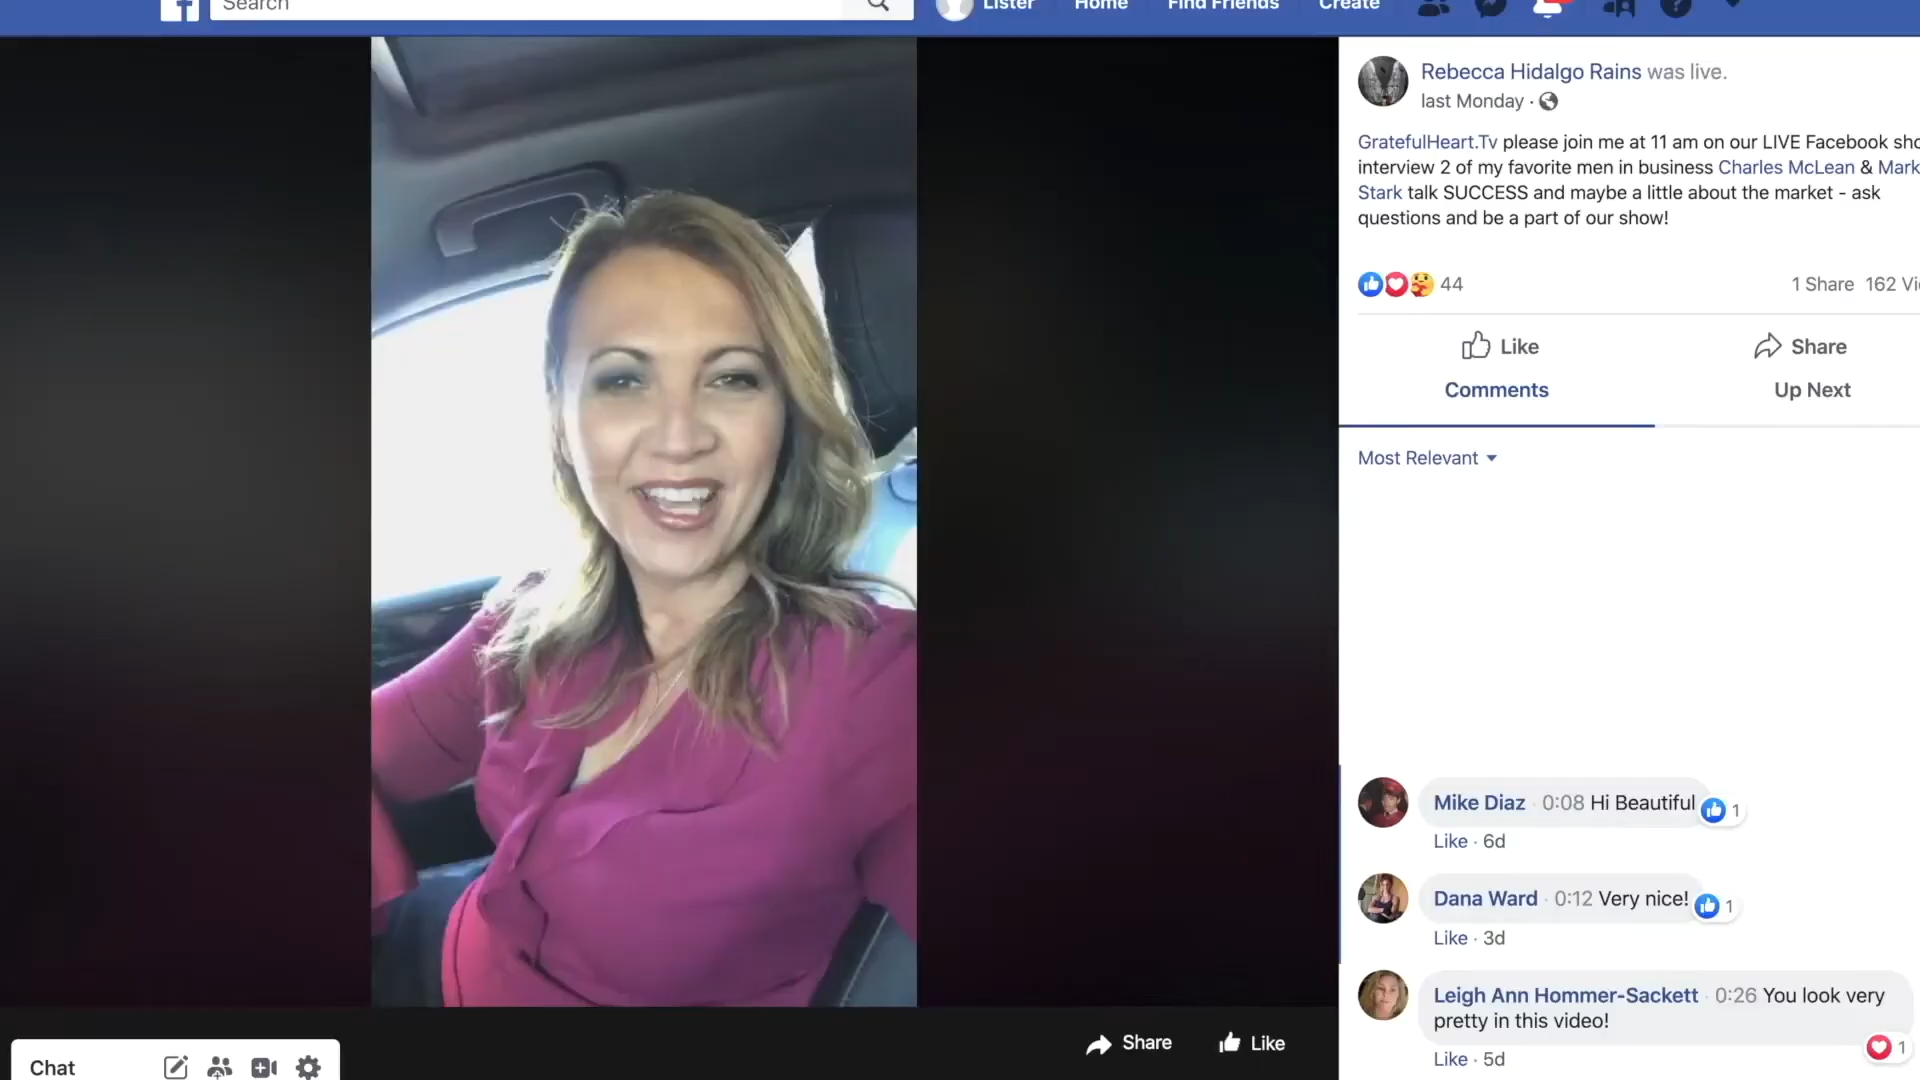 Search
Lister
Home
Find Friends
Create
Rebecca Hidalgo Rains was live.
last Monday ·
GratefulHeart.Tv please join me at 11 am on our LIVE Facebook sho
interview 2 of my favorite men in business Charles McLean & Mark
Stark talk SUCCESS and maybe a little about the market - ask
questions and be a part of our show!
44
1 Share 162 Vi
Like
Share
Comments
Up Next
Most Relevant
Mike Diaz · 0:08 Hi Beautiful
1
Like · 6d
Dana Ward · 0:12 Very nice!
1
Like · 3d
Leigh Ann Hommer-Sackett · 0:26 You look very
pretty in this video!
1
Like · 5d
Share
Like
Chat